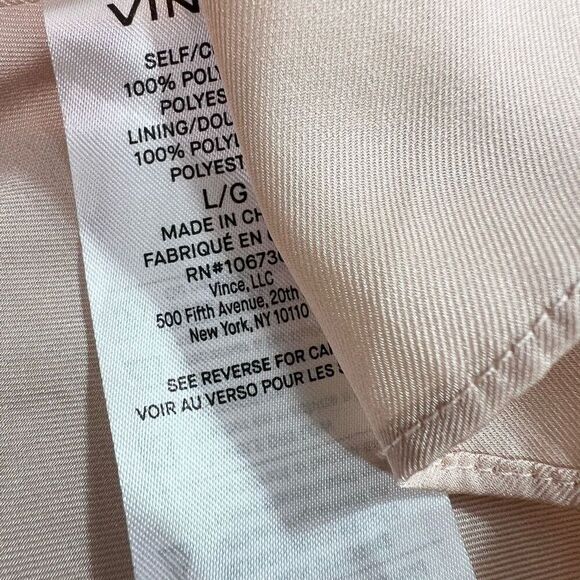 VIN
SELF/C
100% POLY
POLYES
LINING/DOU
100% POLY
POLYEST
L/G
MADE IN CH
FABRIQUÉ EN
RN#10673
Vince, LLC
500 Fifth Avenue, 20th
New York, NY 10110
SEE REVERSE FOR CA
VOIR AU VERSO POUR LES